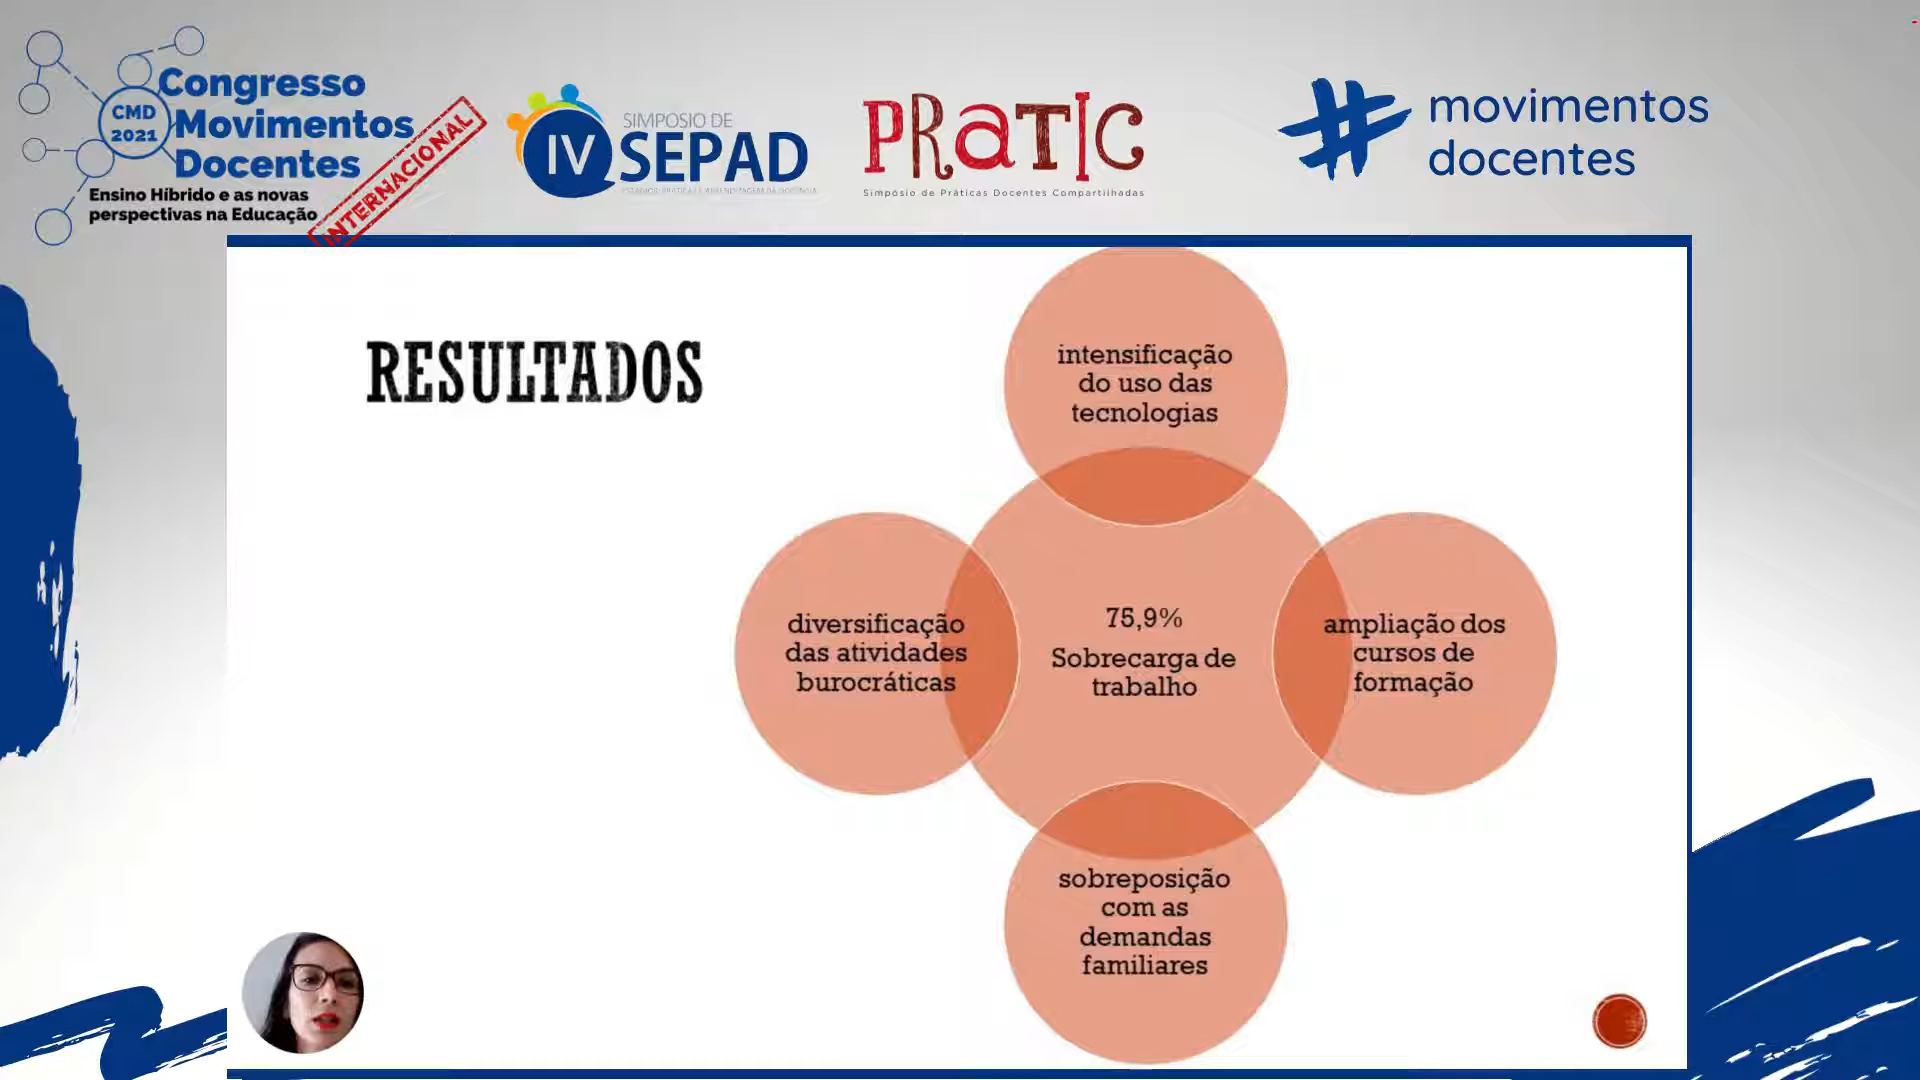 Congresso
Movimentos
Docentes
CMD
2021
Ensino Híbrido e as novas
perspectivas na Educação
INTERNACIONAL
SIMPÓSIO DE
IV SEPAD
PRATIC
Simpósio de Práticas Docentes Compartilhadas
movimentos
docentes
RESULTADOS
intensificação
do uso das
tecnologias
diversificação
das atividades
burocráticas
75,9%
Sobrecarga de
trabalho
ampliação dos
cursos de
formação
sobreposição
com as
demandas
familiares